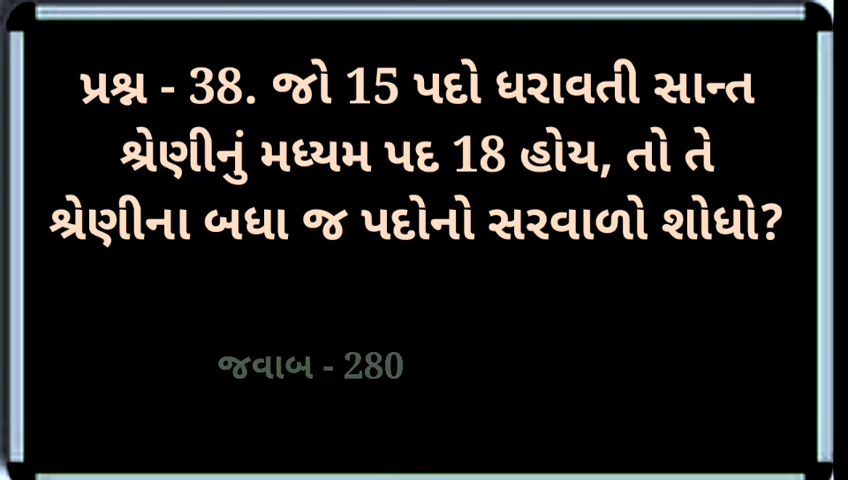 પ્રશ્ન - 38. જો 15 પદો ધરાવતી સાન્ત
શ્રેણીનું મધ્યમ પદ 18 હોય, તો તે
શ્રેણીના બધા જ પદોનો સરવાળો શોધો?
જવાબ - 280